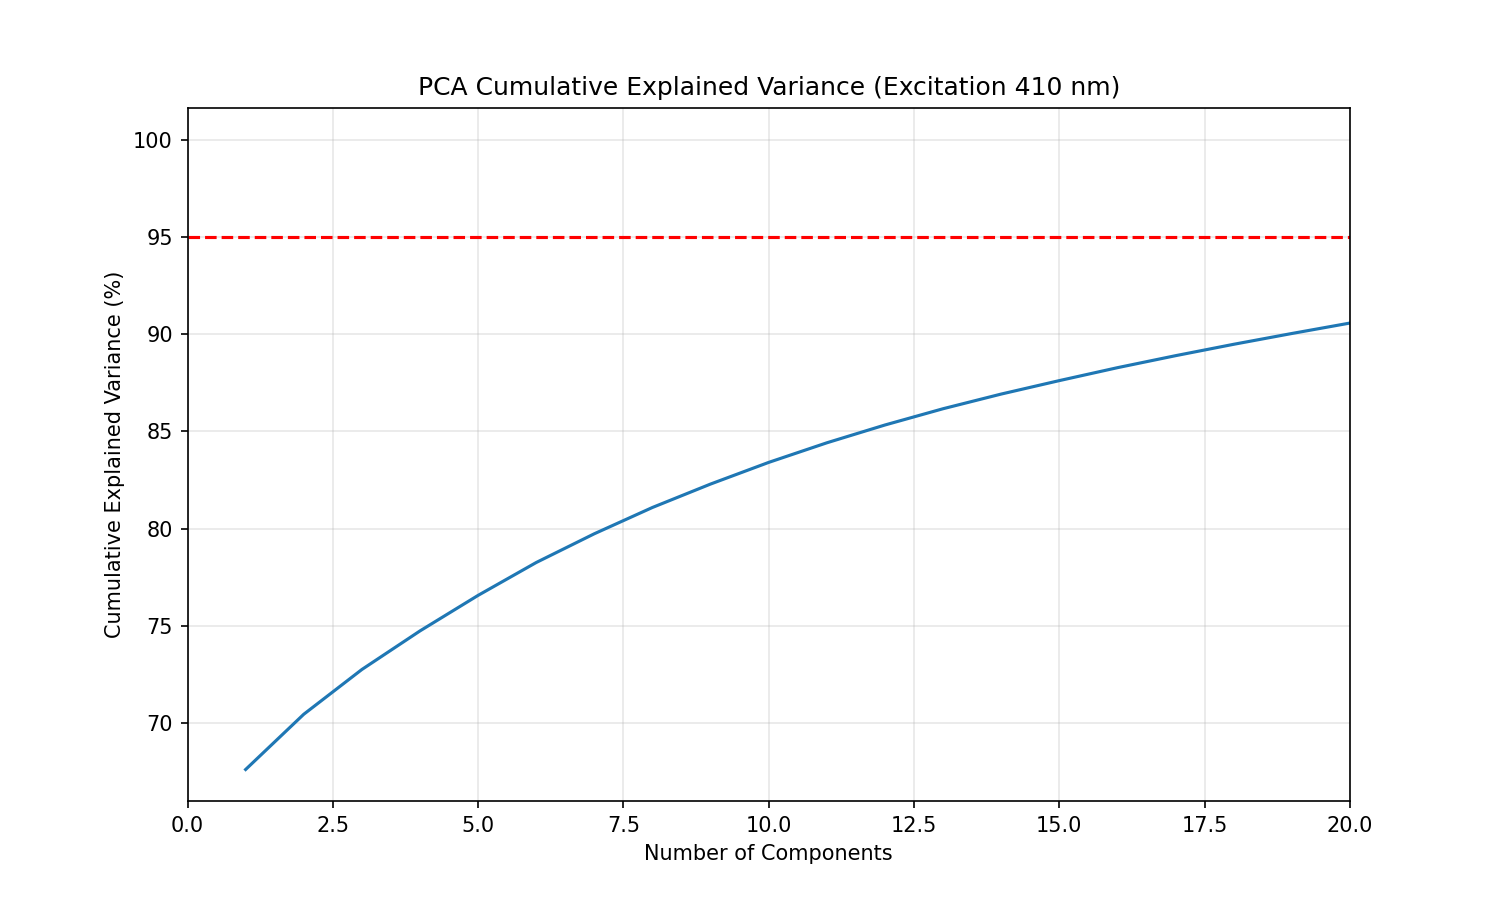 PCA Cumulative Explained Variance (Excitation 410 nm)
100
95
90
85
80
75
70
Cumulative Explained Variance (%)
0.0 2.5 5.0 7.5 10.0 12.5 15.0 17.5 20.0
Number of Components